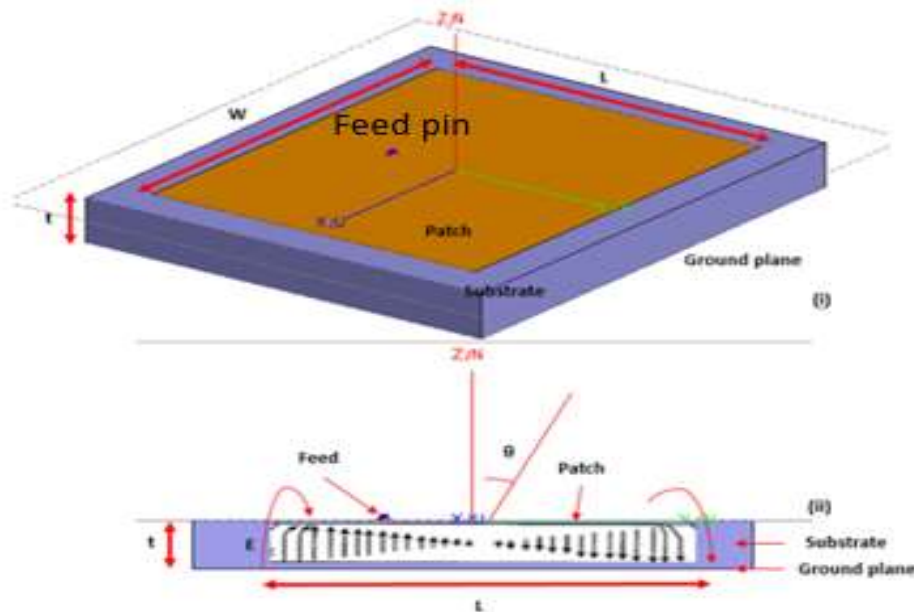 Z/N
L
W
Feed pin
t
Patch
Ground plane
Substrate
(i)
Z/N
θ
Feed
Patch
(ii)
t
E
Substrate
Ground plane
L